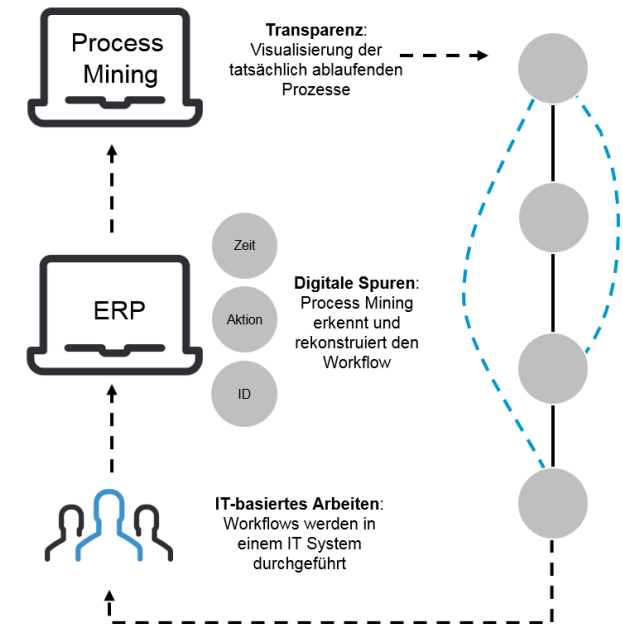 Process
Mining
Transparenz:
Visualisierung der
tatsächlich ablaufenden
Prozesse
Zeit
Aktion
ID
ERP
Digitale Spuren:
Process Mining
erkennt und
rekonstruiert den
Workflow
IT-basiertes Arbeiten:
Workflows werden in
einem IT System
durchgeführt